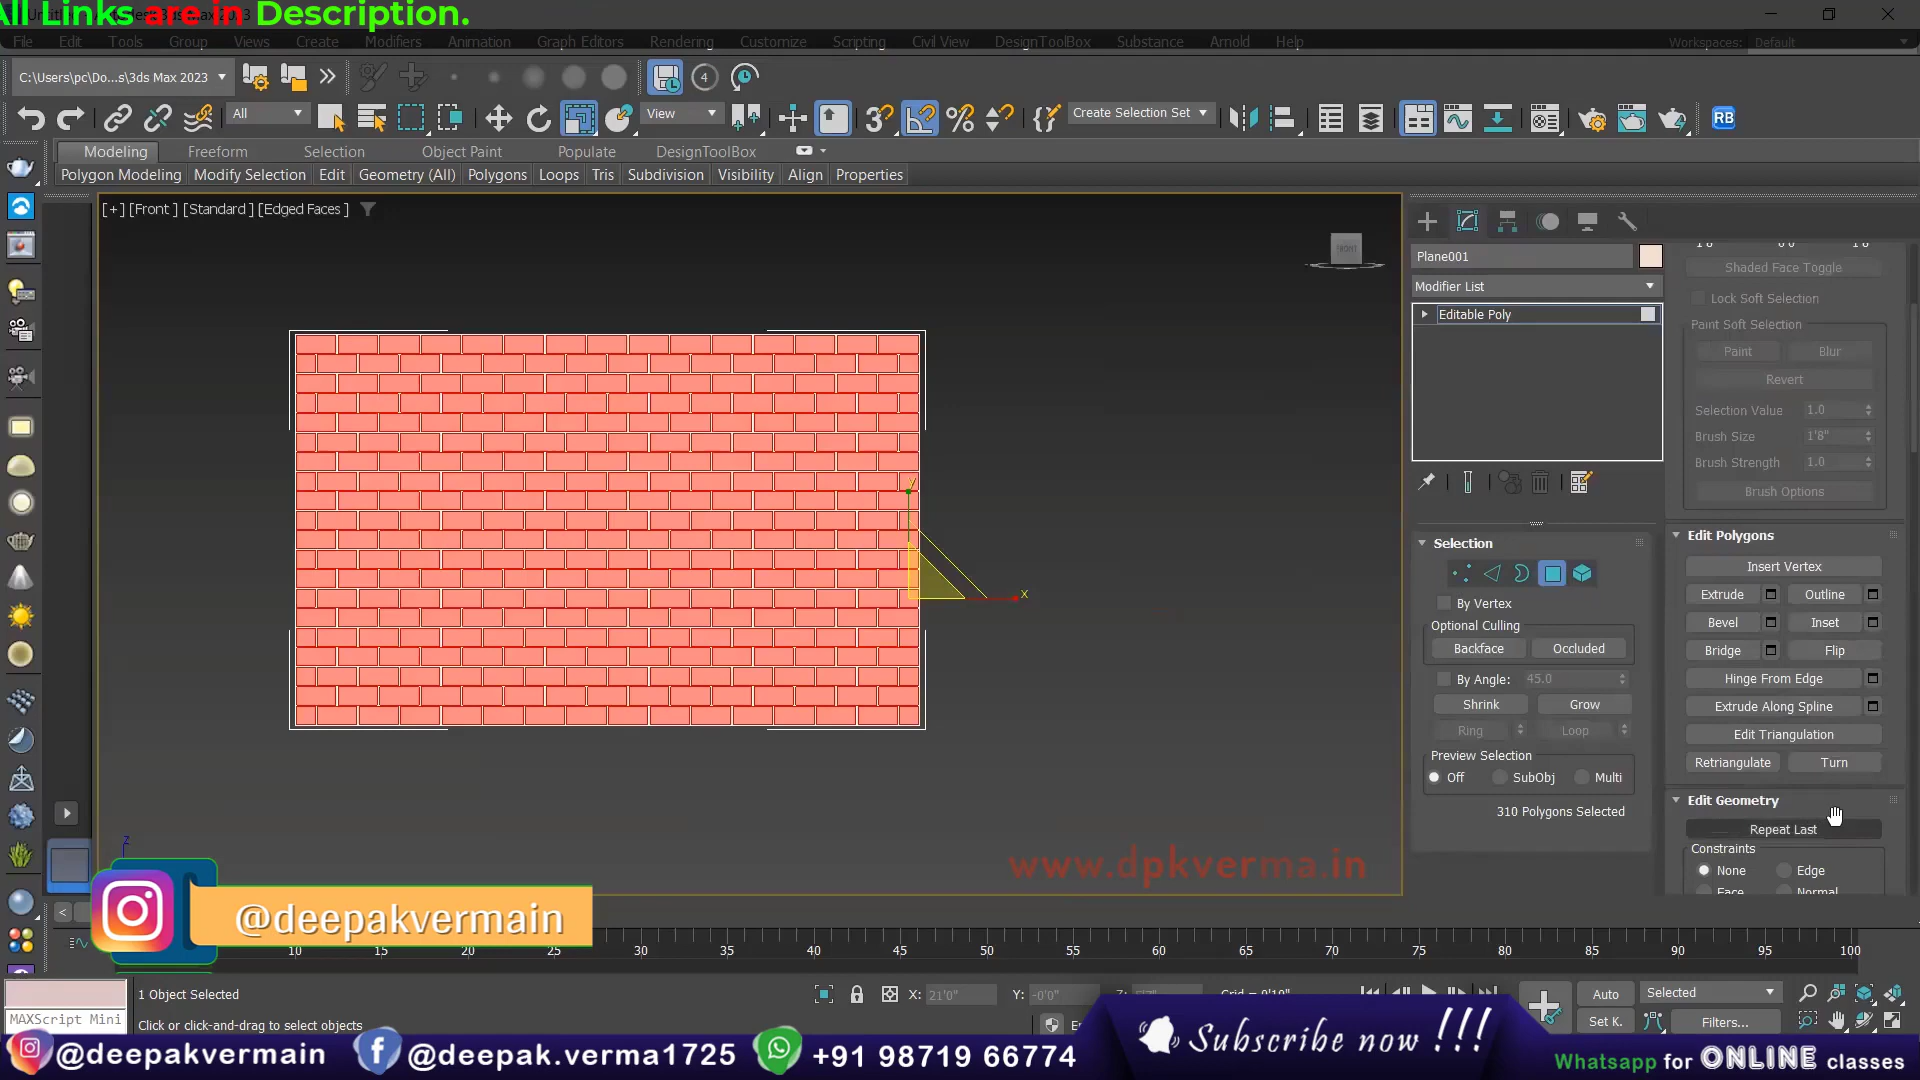 All Links are in Description.
File Edit Tools Group Views Create Modifiers Animation Graph Editors Rendering Customize Scripting Civil View DesignToolBox Substance Arnold Help Workspaces: Default
C:\Users\pc\Do...s\3ds Max 2023 4
All View 3 Create Selection Set RB
Modeling Freeform Selection Object Paint Populate DesignToolBox
Polygon Modeling Modify Selection Edit Geometry (All) Polygons Loops Tris Subdivision Visibility Align Properties
[+] [Front ] [Standard ] [Edged Faces ]
FRONT
Plane001
Modifier List
Editable Poly
Selection
By Vertex
Optional Culling
Backface Occluded
By Angle: 45.0
Shrink Grow
Ring Loop
Preview Selection
Off SubObj Multi
310 Polygons Selected
Shaded Face Toggle
Lock Soft Selection
Paint Soft Selection
Paint Blur
Revert
Selection Value 1.0
Brush Size 1'8"
Brush Strength 1.0
Brush Options
Edit Polygons
Insert Vertex
Extrude Outline
Bevel Inset
Bridge Flip
Hinge From Edge
Extrude Along Spline
Edit Triangulation
Retriangulate Turn
Edit Geometry
Repeat Last
Constraints
None Edge
Face Normal
y
x
z
www.dpkverma.in
@deepakvermain
10 15 20 25 30 35 40 45 50 55 60 65 70 75 80 85 90 95 100
1 Object Selected X: 21'0" Y: -0'0" Z: Grid = 0'10" Auto Selected
MAXScript Mini Click or click-and-drag to select objects Set K. Filters...
@deepakvermain @deepak.verma1725 +91 98719 66774 Subscribe now !!! Whatsapp for ONLINE classes